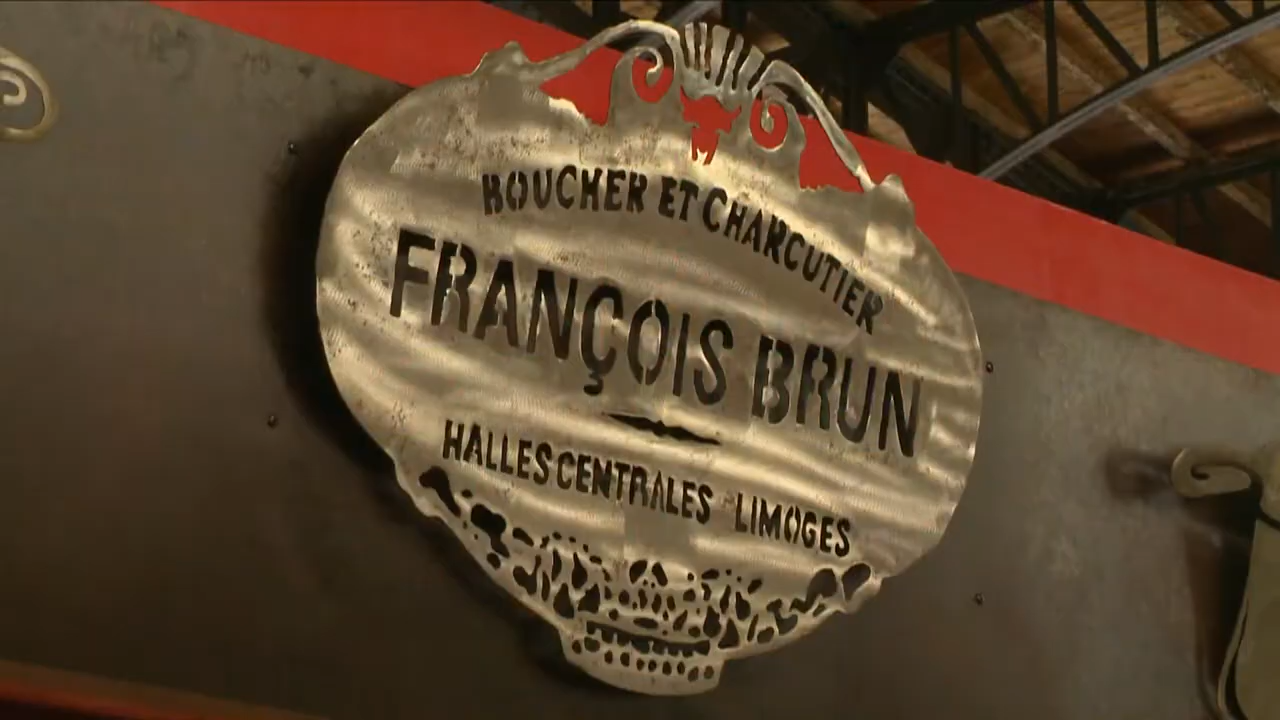 BOUCHER ET CHARCUTIER
FRANÇOIS BRUN
HALLES CENTRALES LIMOGES